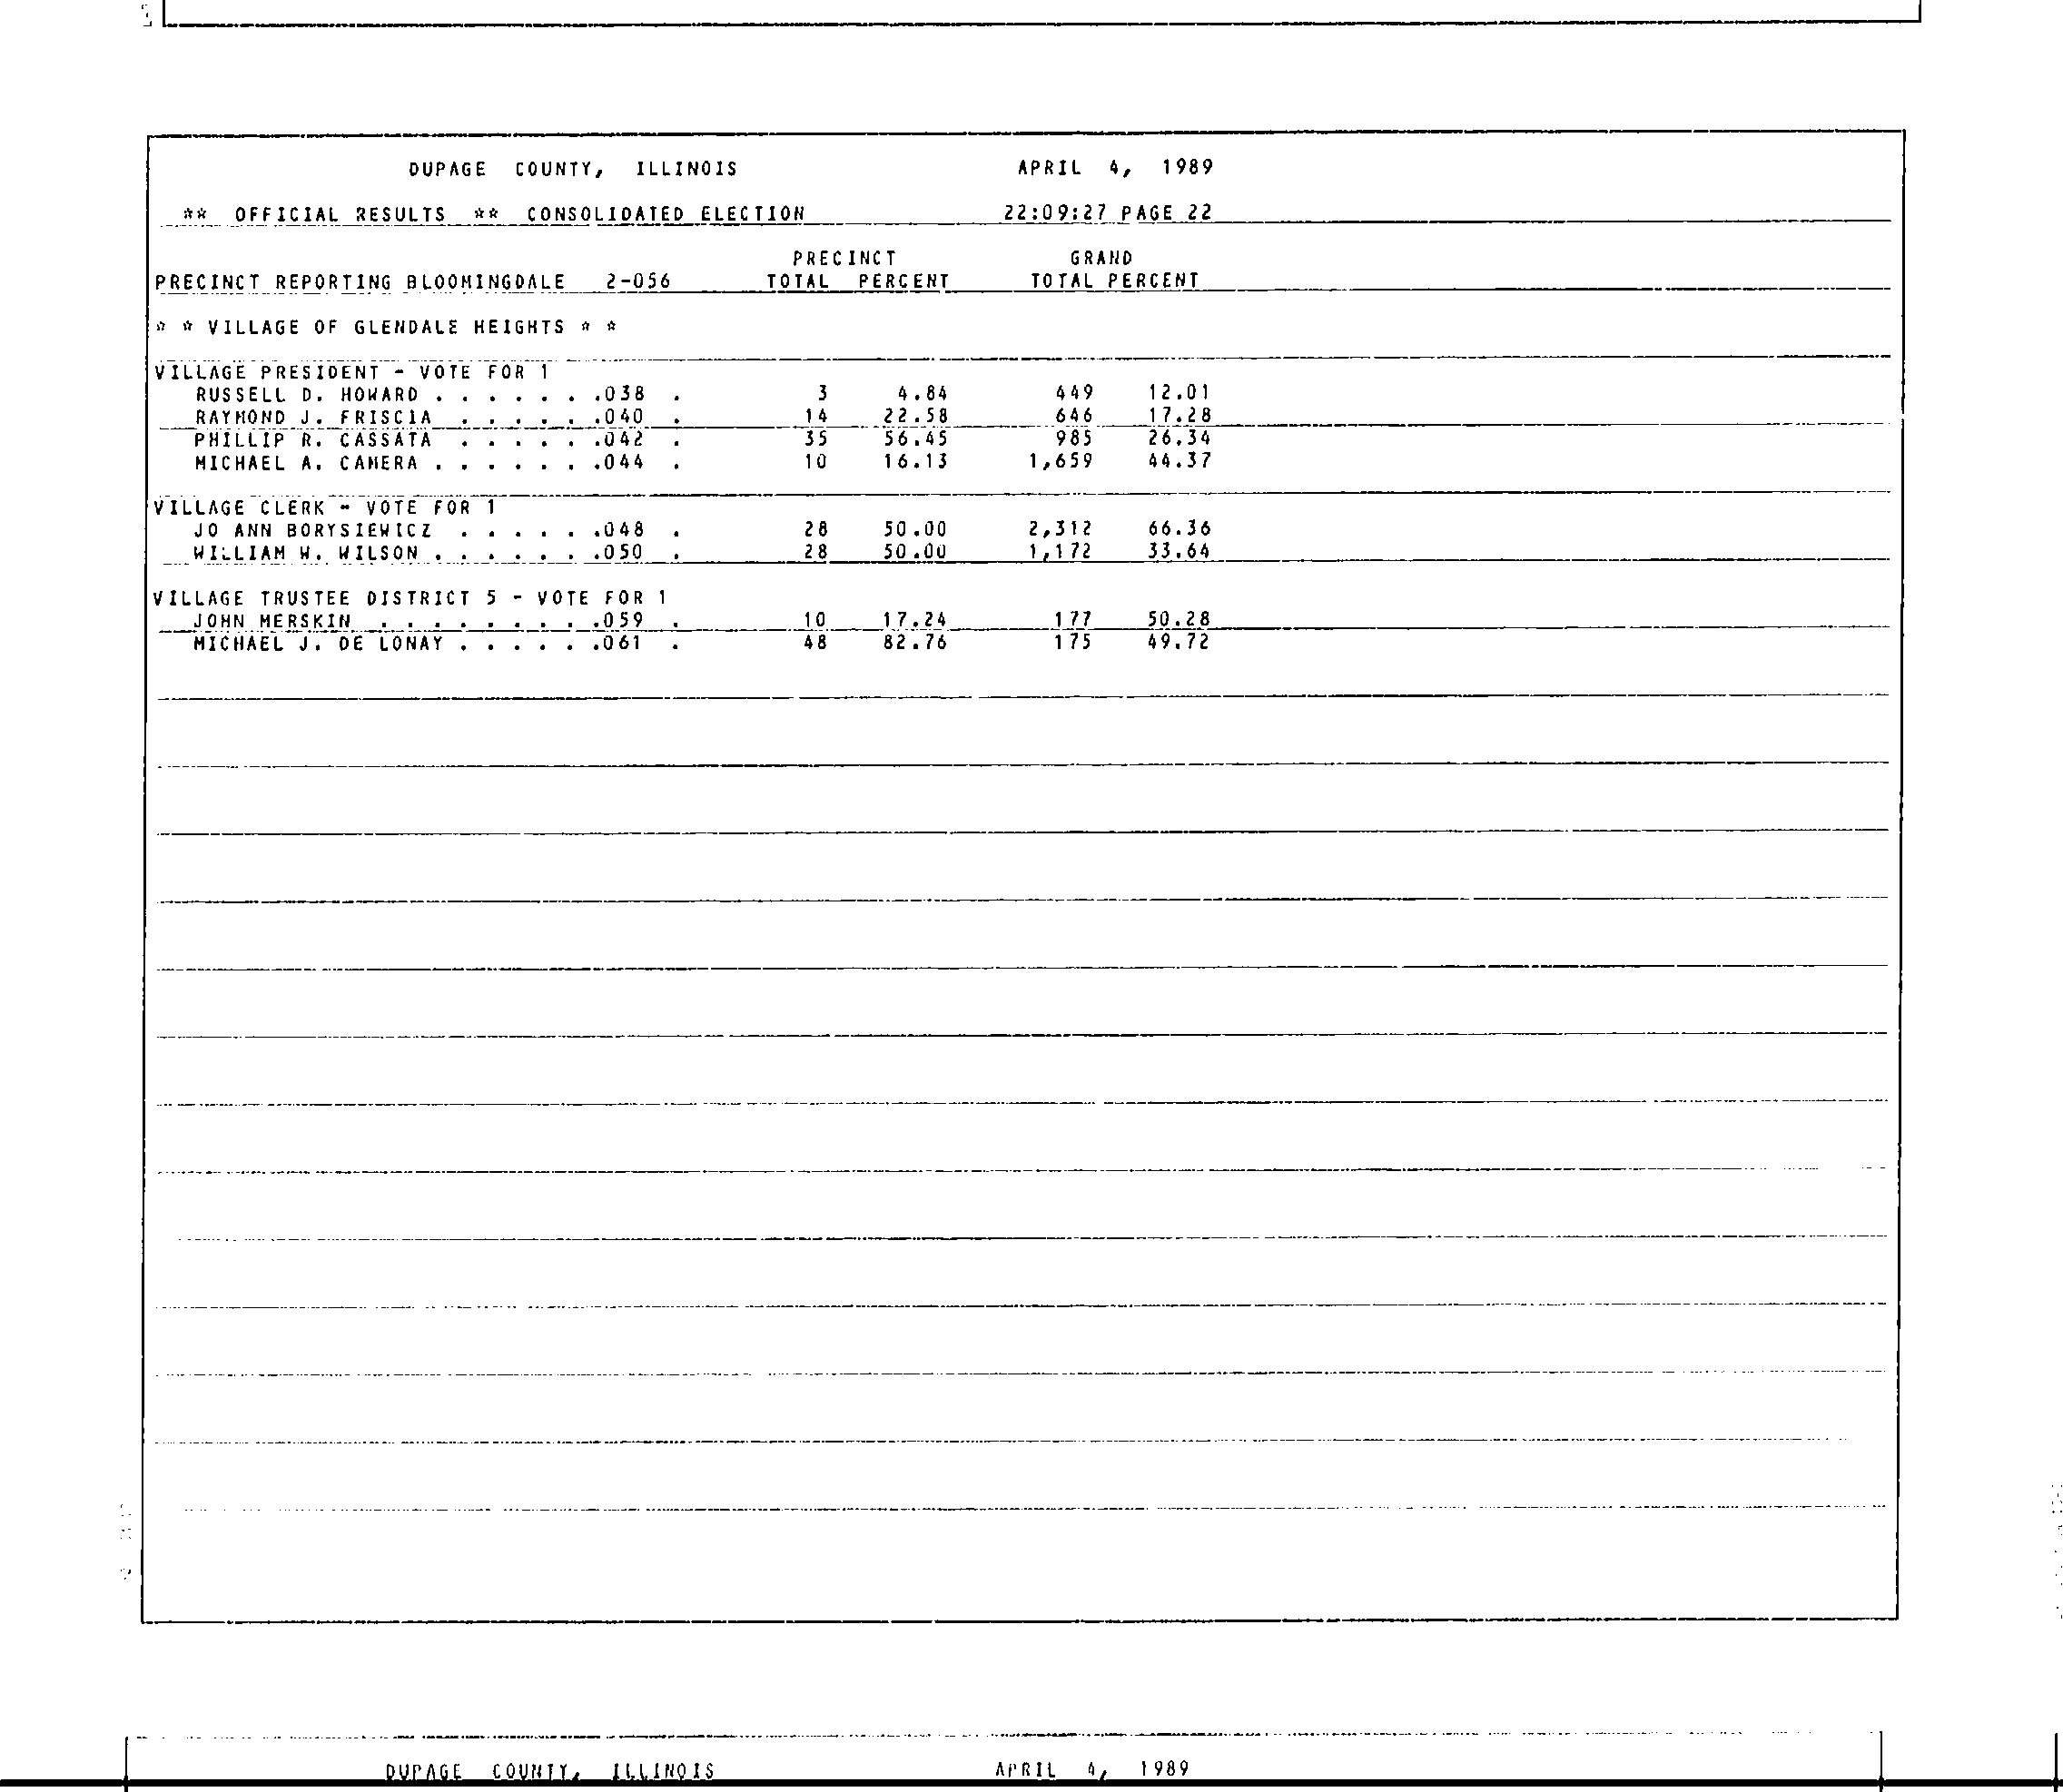 DUPAGE COUNTY, ILLINOIS APRIL 4, 1989
** OFFICIAL RESULTS ** CONSOLIDATED ELECTION 22:09:27 PAGE 22
PRECINCT GRAND
PRECINCT REPORTING BLOOMINGDALE 2-056 TOTAL PERCENT TOTAL PERCENT
* * VILLAGE OF GLENDALE HEIGHTS * *
VILLAGE PRESIDENT - VOTE FOR 1
RUSSELL D. HOWARD . . . . . . .038 . 3 4.84 449 12.01
RAYMOND J. FRISCIA . . . . . .040 . 14 22.58 646 17.28
PHILLIP R. CASSATA . . . . . .042 . 35 56.45 985 26.34
MICHAEL A. CAMERA . . . . . . .044 . 10 16.13 1,659 44.37
VILLAGE CLERK - VOTE FOR 1
JO ANN BORYSIEWICZ . . . . . .048 . 28 50.00 2,312 66.36
WILLIAM W. WILSON . . . . . . .050 . 28 50.00 1,172 33.64
VILLAGE TRUSTEE DISTRICT 5 - VOTE FOR 1
JOHN MERSKIN . . . . . . . . .059 . 10 17.24 177 50.28
MICHAEL J. DE LONAY . . . . . .061 . 48 82.76 175 49.72
DUPAGE COUNTY, ILLINOIS APRIL 4, 1989